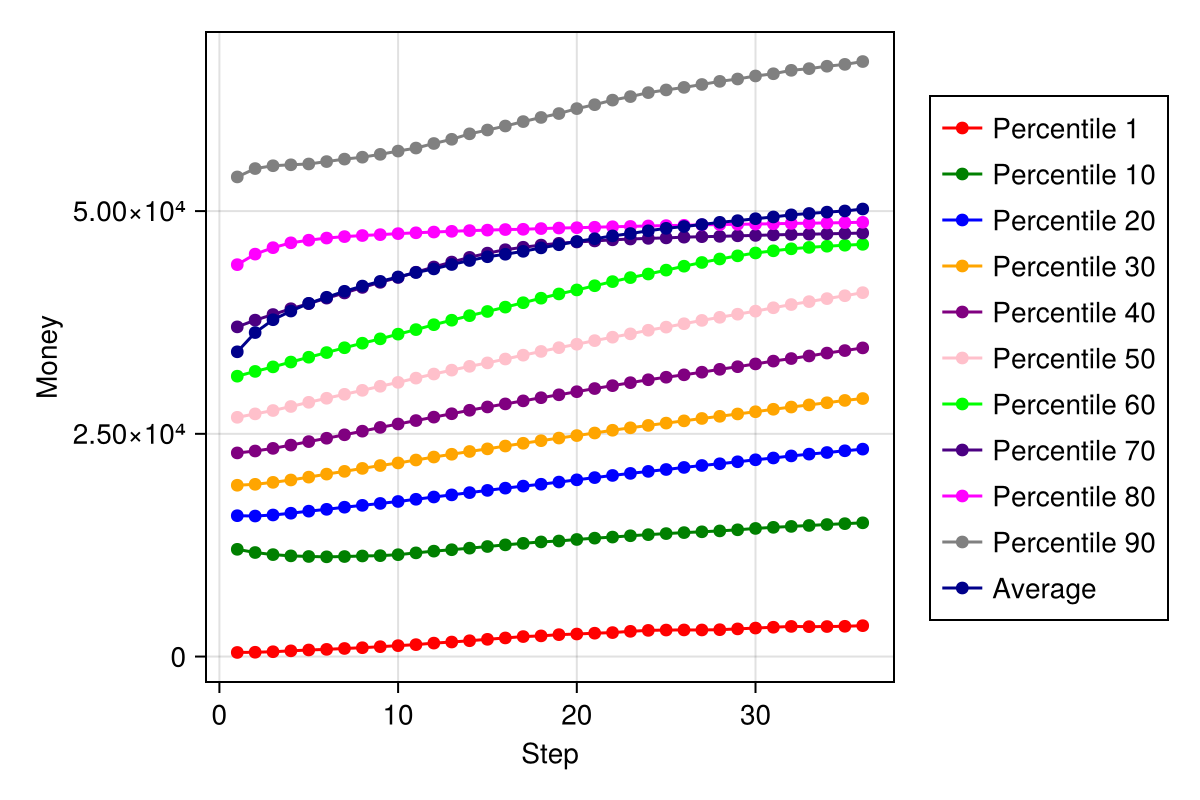 Money
5.00×10⁴
2.50×10⁴
0
0
10
20
30
Step
Percentile 1
Percentile 10
Percentile 20
Percentile 30
Percentile 40
Percentile 50
Percentile 60
Percentile 70
Percentile 80
Percentile 90
Average